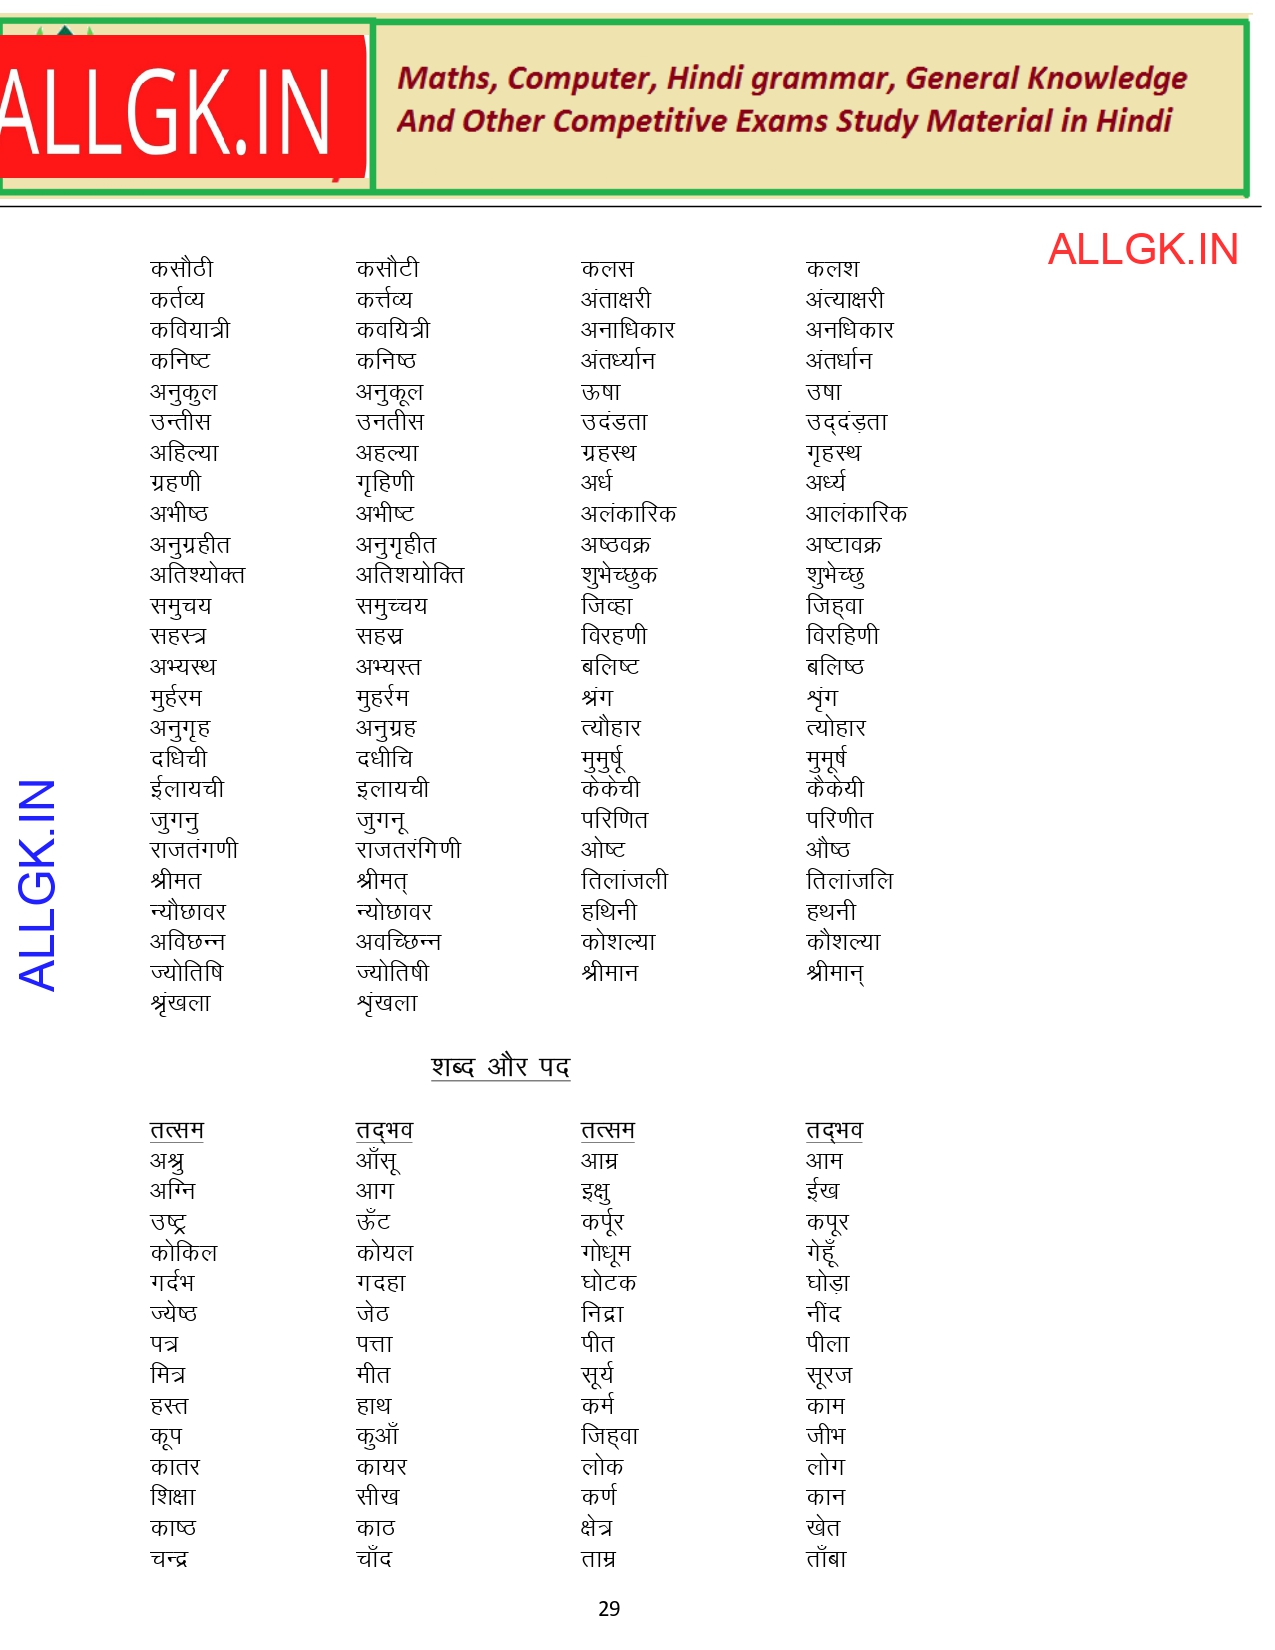 ALLGK.IN
Maths, Computer, Hindi grammar, General Knowledge
And Other Competitive Exams Study Material in Hindi
ALLGK.IN
कसौठी कसौटी कलस कलश
कर्तव्य कर्त्तव्य अंताक्षरी अंत्याक्षरी
कवियात्री कवयित्री अनाधिकार अनधिकार
कनिष्ट कनिष्ठ अंतर्ध्यान अंतर्धान
अनुकुल अनुकूल ऊषा उषा
उन्तीस उनतीस उदंडता उद्दंड़ता
अहिल्या अहल्या ग्रहस्थ गृहस्थ
ग्रहणी गृहिणी अर्ध अर्ध्य
अभीष्ठ अभीष्ट अलंकारिक आलंकारिक
अनुग्रहीत अनुगृहीत अष्ठवक्र अष्टावक्र
अतिश्योक्त अतिशयोक्ति शुभेच्छुक शुभेच्छु
समुचय समुच्चय जिव्हा जिह्वा
सहस्त्र सहस्र विरहणी विरहिणी
अभ्यस्थ अभ्यस्त बलिष्ट बलिष्ठ
मुर्हरम मुहर्रम श्रंग शृंग
अनुगृह अनुग्रह त्यौहार त्योहार
दधिची दधीचि मुमुर्षू मुमूर्ष
ईलायची इलायची केकेची कैकेयी
जुगनु जुगनू परिणित परिणीत
राजतंगणी राजतरंगिणी ओष्ट औष्ठ
श्रीमत श्रीमत् तिलांजली तिलांजलि
न्यौछावर न्योछावर हथिनी हथनी
अविछन्न अवच्छिन्न कोशल्या कौशल्या
ज्योतिषि ज्योतिषी श्रीमान श्रीमान्
श्रृंखला शृंखला
ALLGK.IN
शब्द और पद
तत्सम तद्भव तत्सम तद्भव
अश्रु आँसू आम्र आम
अग्नि आग इक्षु ईख
उष्ट्र ऊँट कर्पूर कपूर
कोकिल कोयल गोधूम गेहूँ
गर्दभ गदहा घोटक घोड़ा
ज्येष्ठ जेठ निद्रा नींद
पत्र पत्ता पीत पीला
मित्र मीत सूर्य सूरज
हस्त हाथ कर्म काम
कूप कुआँ जिह्वा जीभ
कातर कायर लोक लोग
शिक्षा सीख कर्ण कान
काष्ठ काठ क्षेत्र खेत
चन्द्र चाँद ताम्र ताँबा
29